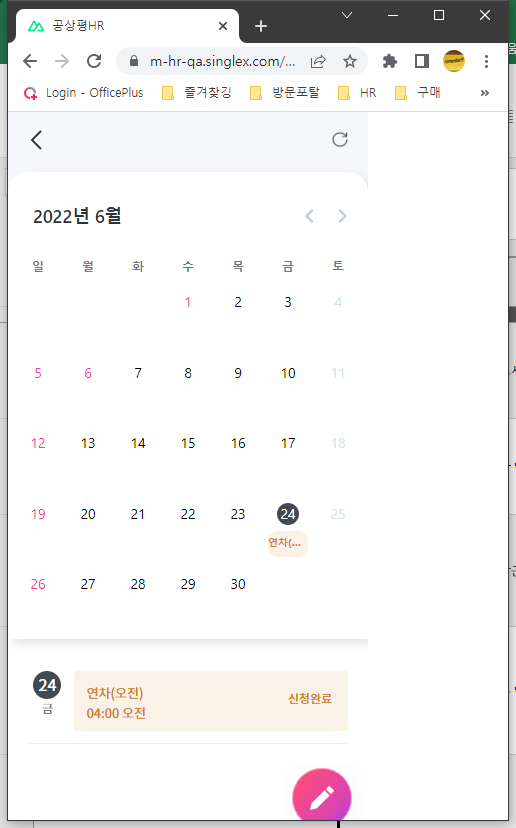 공상평HR
m-hr-qa.singlex.com/...
Login - OfficePlus 즐겨찾깅 방문포탈 HR 구매 »
2022년 6월
일 월 화 수 목 금 토
1 2 3 4
5 6 7 8 9 10 11
12 13 14 15 16 17 18
19 20 21 22 23 24 25
연차(...
26 27 28 29 30
24 연차(오전) 신청완료
금 04:00 오전